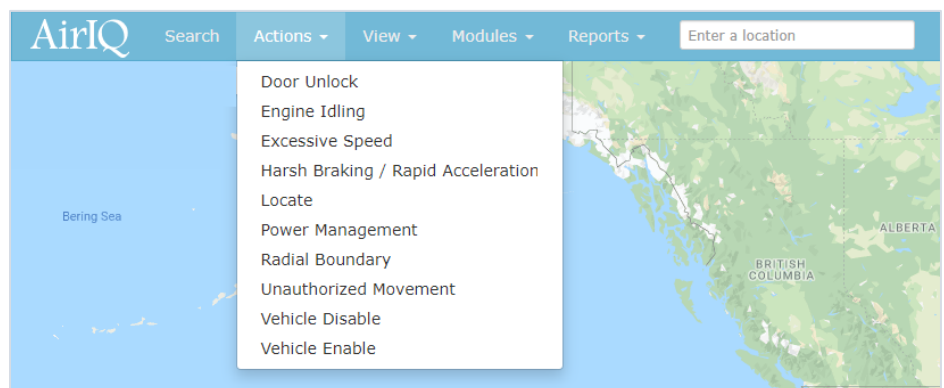 AirIQ Search Actions View Modules Reports Enter a location
Door Unlock
Engine Idling
Excessive Speed
Harsh Braking / Rapid Acceleration
Locate
Power Management
Radial Boundary
Unauthorized Movement
Vehicle Disable
Vehicle Enable
Bering Sea
ALBERTA
BRITISH
COLUMBIA